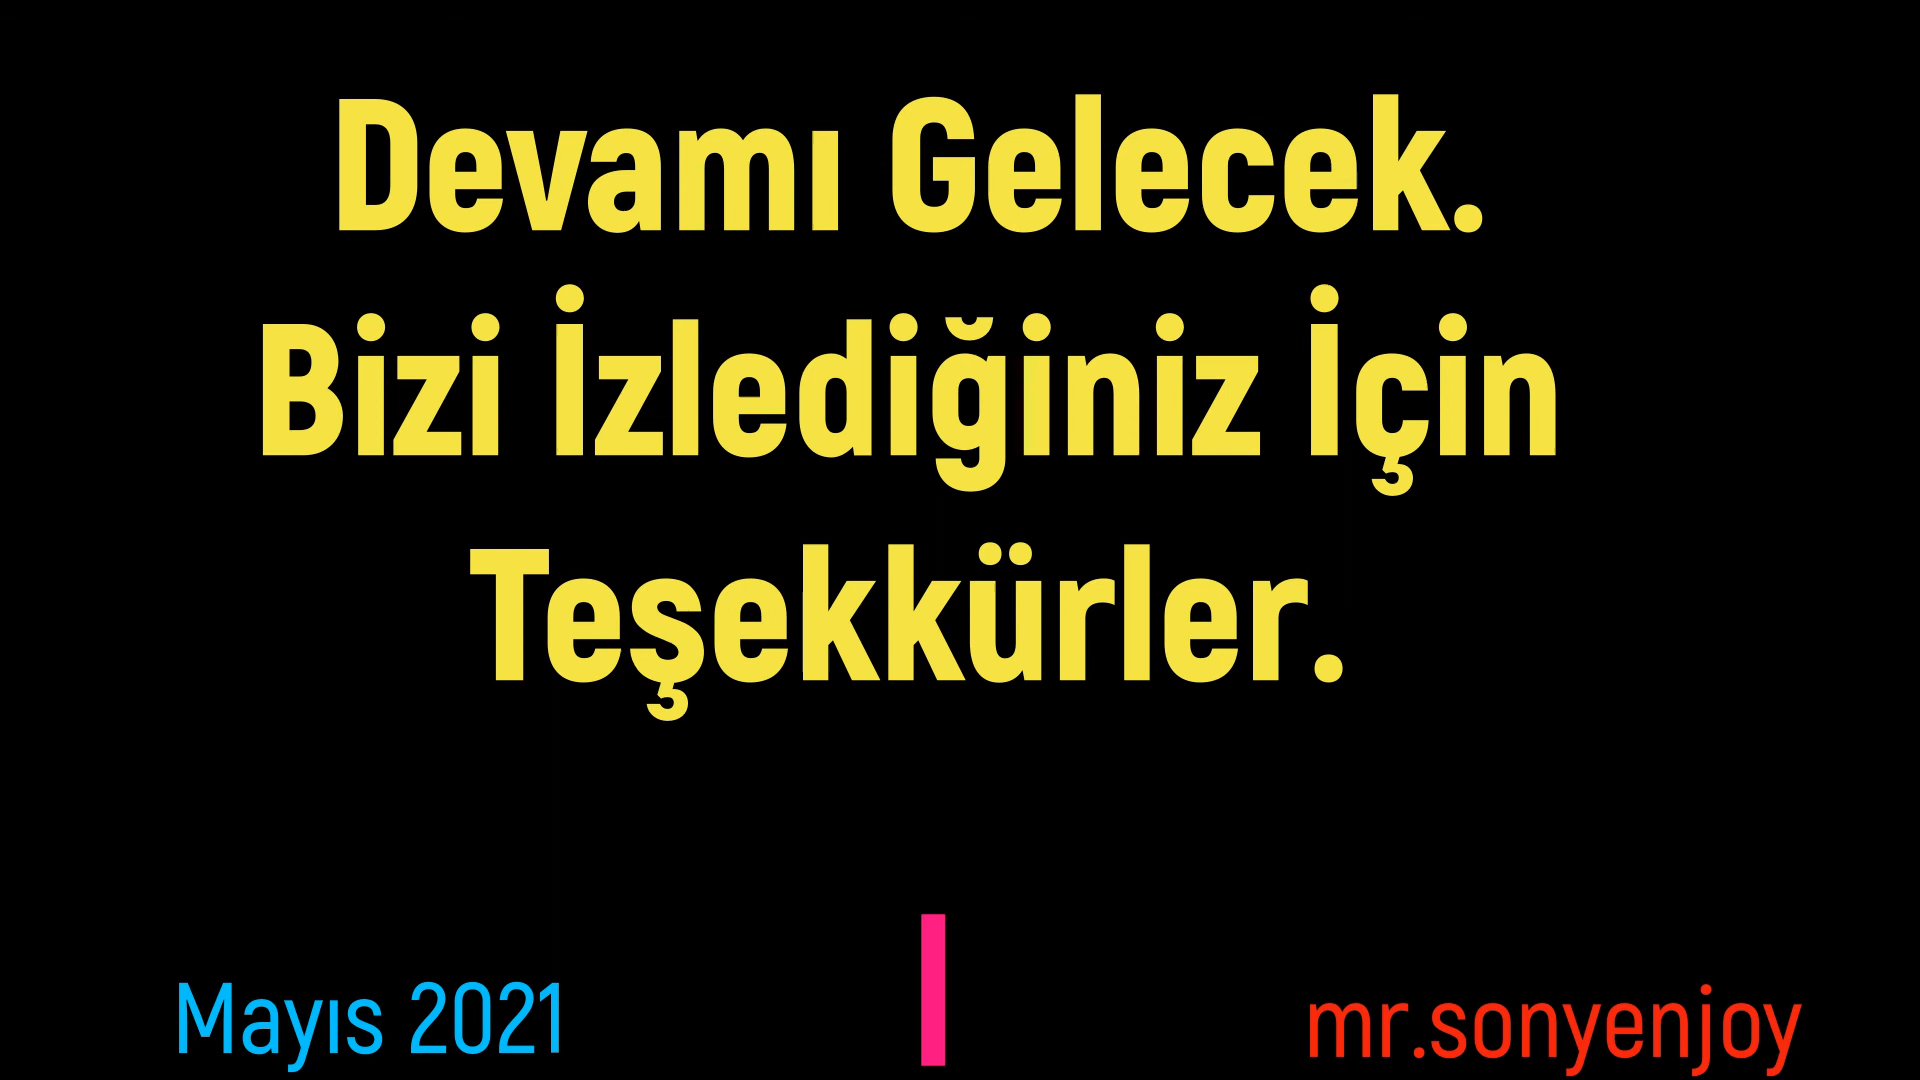 Devamı Gelecek.
Bizi İzlediğiniz İçin
Teşekkürler.
Mayıs 2021
mr.sonyenjoy